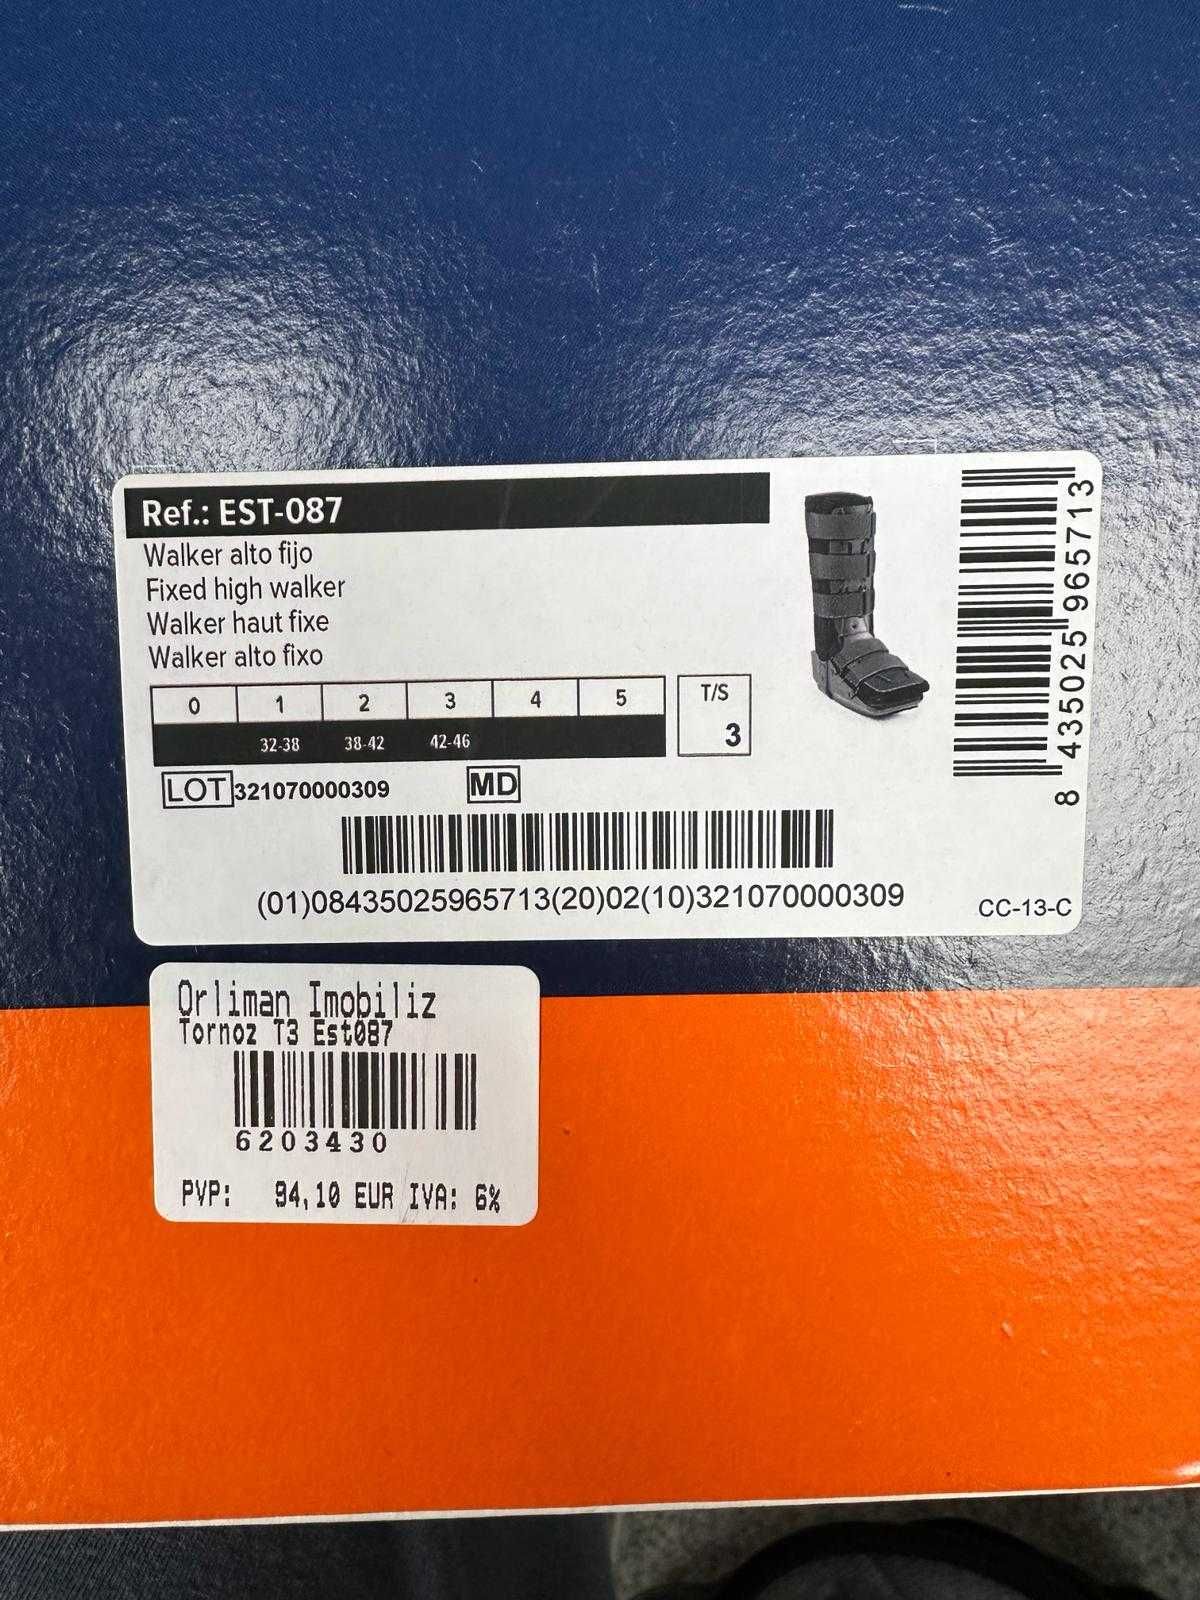 Ref.: EST-087
Walker alto fijo
Fixed high walker
Walker haut fixe
Walker alto fixo
0 1 2 3 4 5
32-38 38-42 42-46
T/S
3
LOT 321070000309 MD
(01)08435025965713(20)02(10)321070000309
CC-13-C
8 435025 965713
Orliman Imobiliz
Tornoz T3 Est087
6203430
PVP: 94,10 EUR IVA: 6%